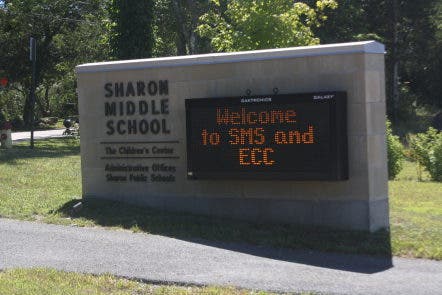 SHARON
MIDDLE
SCHOOL
The Children's Center
Administrative Offices
Sharon Public Schools
DAKTRONICS GALAXY
Welcome
to SMS and
ECC